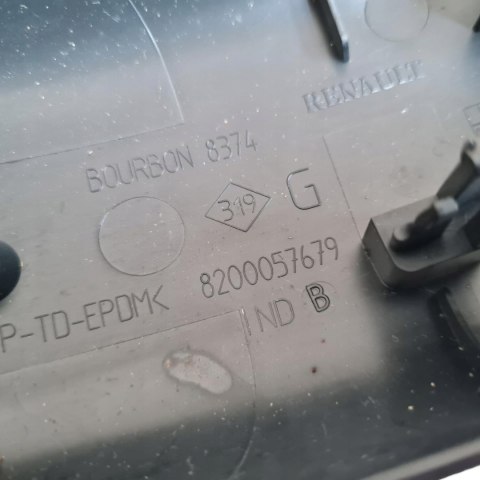 RENAULT
BOURBON 8374
319 G
8200057679
P-TD-EPDM<
IND B